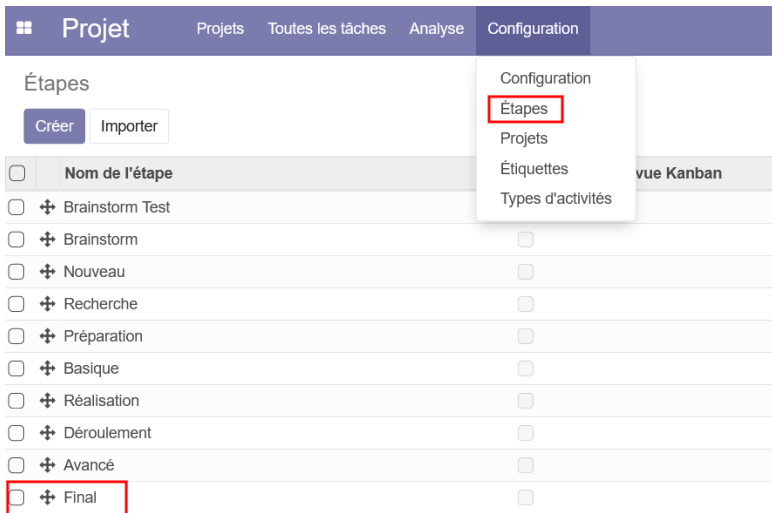 Projet Projets Toutes les tâches Analyse Configuration
Étapes
Créer Importer
Configuration
Étapes
Projets
Étiquettes
Types d'activités
Nom de l'étape vue Kanban
Brainstorm Test
Brainstorm
Nouveau
Recherche
Préparation
Basique
Réalisation
Déroulement
Avancé
Final